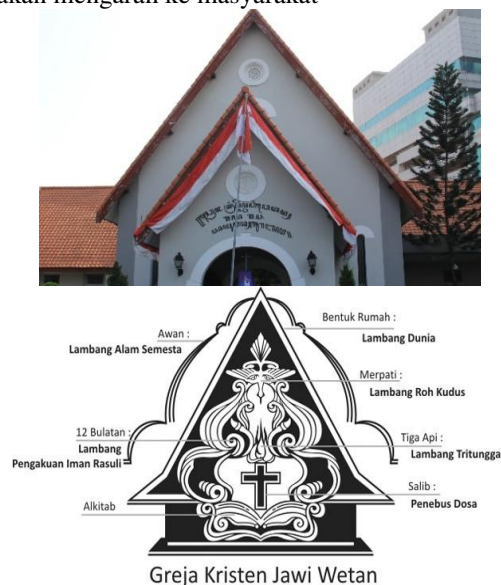 akan mengarah ke masyarakat
Bentuk Rumah :
Lambang Dunia
Awan :
Lambang Alam Semesta
Merpati :
Lambang Roh Kudus
12 Bulatan :
Lambang
Pengakuan Iman Rasuli
Tiga Api :
Lambang Tritungga
Salib :
Penebus Dosa
Alkitab
Greja Kristen Jawi Wetan